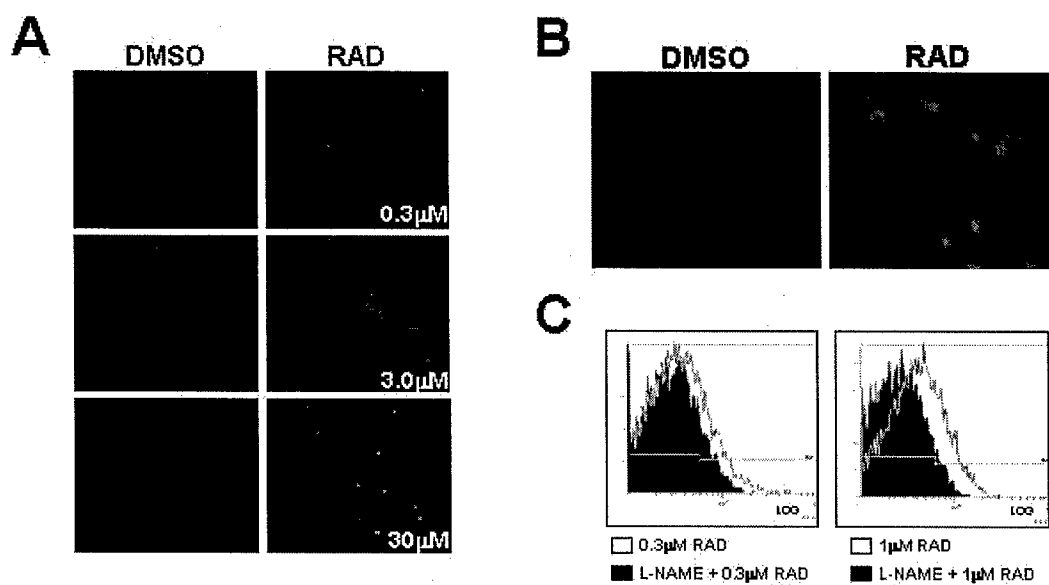 A
DMSO RAD
0.3μM
3.0μM
30μM
B
DMSO RAD
C
LOG LOG
0.3μM RAD
L-NAME + 0.3μM RAD
1μM RAD
L-NAME + 1μM RAD